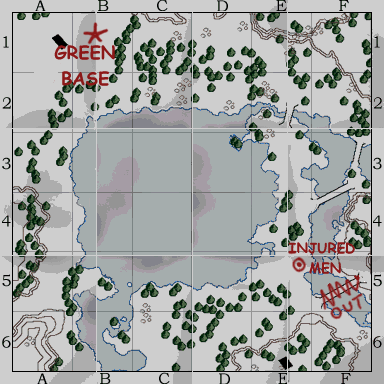 A B C D E F
1 1
GREEN
BASE
2 2
3 3
4 4
INJURED
MEN
5 5
OUT
6 6
A B C D E F